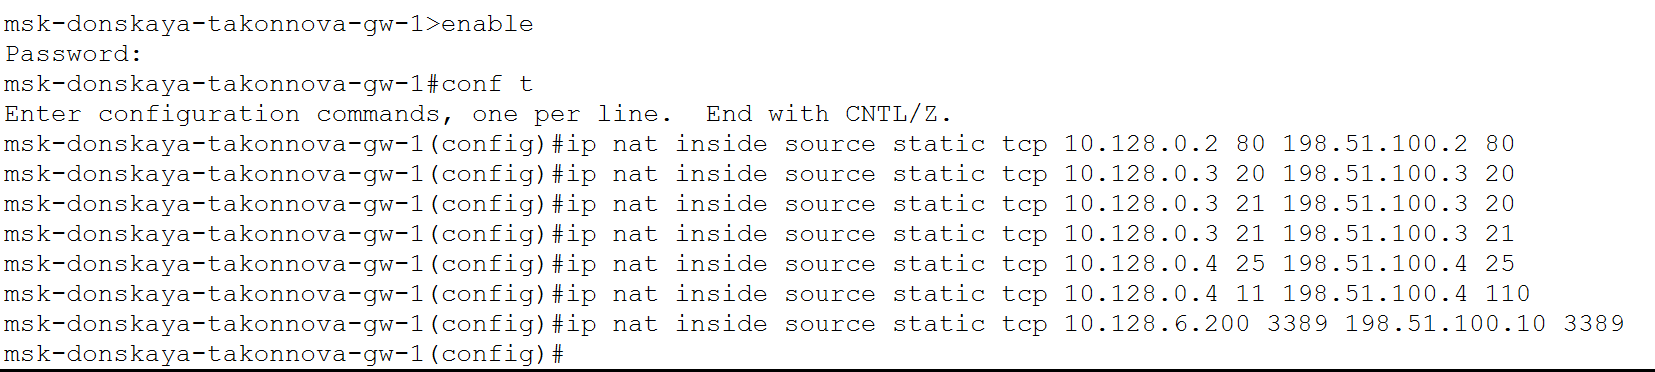 msk-donskaya-takonnova-gw-1>enable
Password:
msk-donskaya-takonnova-gw-1#conf t
Enter configuration commands, one per line.  End with CNTL/Z.
msk-donskaya-takonnova-gw-1(config)#ip nat inside source static tcp 10.128.0.2 80 198.51.100.2 80
msk-donskaya-takonnova-gw-1(config)#ip nat inside source static tcp 10.128.0.3 20 198.51.100.3 20
msk-donskaya-takonnova-gw-1(config)#ip nat inside source static tcp 10.128.0.3 21 198.51.100.3 20
msk-donskaya-takonnova-gw-1(config)#ip nat inside source static tcp 10.128.0.3 21 198.51.100.3 21
msk-donskaya-takonnova-gw-1(config)#ip nat inside source static tcp 10.128.0.4 25 198.51.100.4 25
msk-donskaya-takonnova-gw-1(config)#ip nat inside source static tcp 10.128.0.4 11 198.51.100.4 110
msk-donskaya-takonnova-gw-1(config)#ip nat inside source static tcp 10.128.6.200 3389 198.51.100.10 3389
msk-donskaya-takonnova-gw-1(config)#